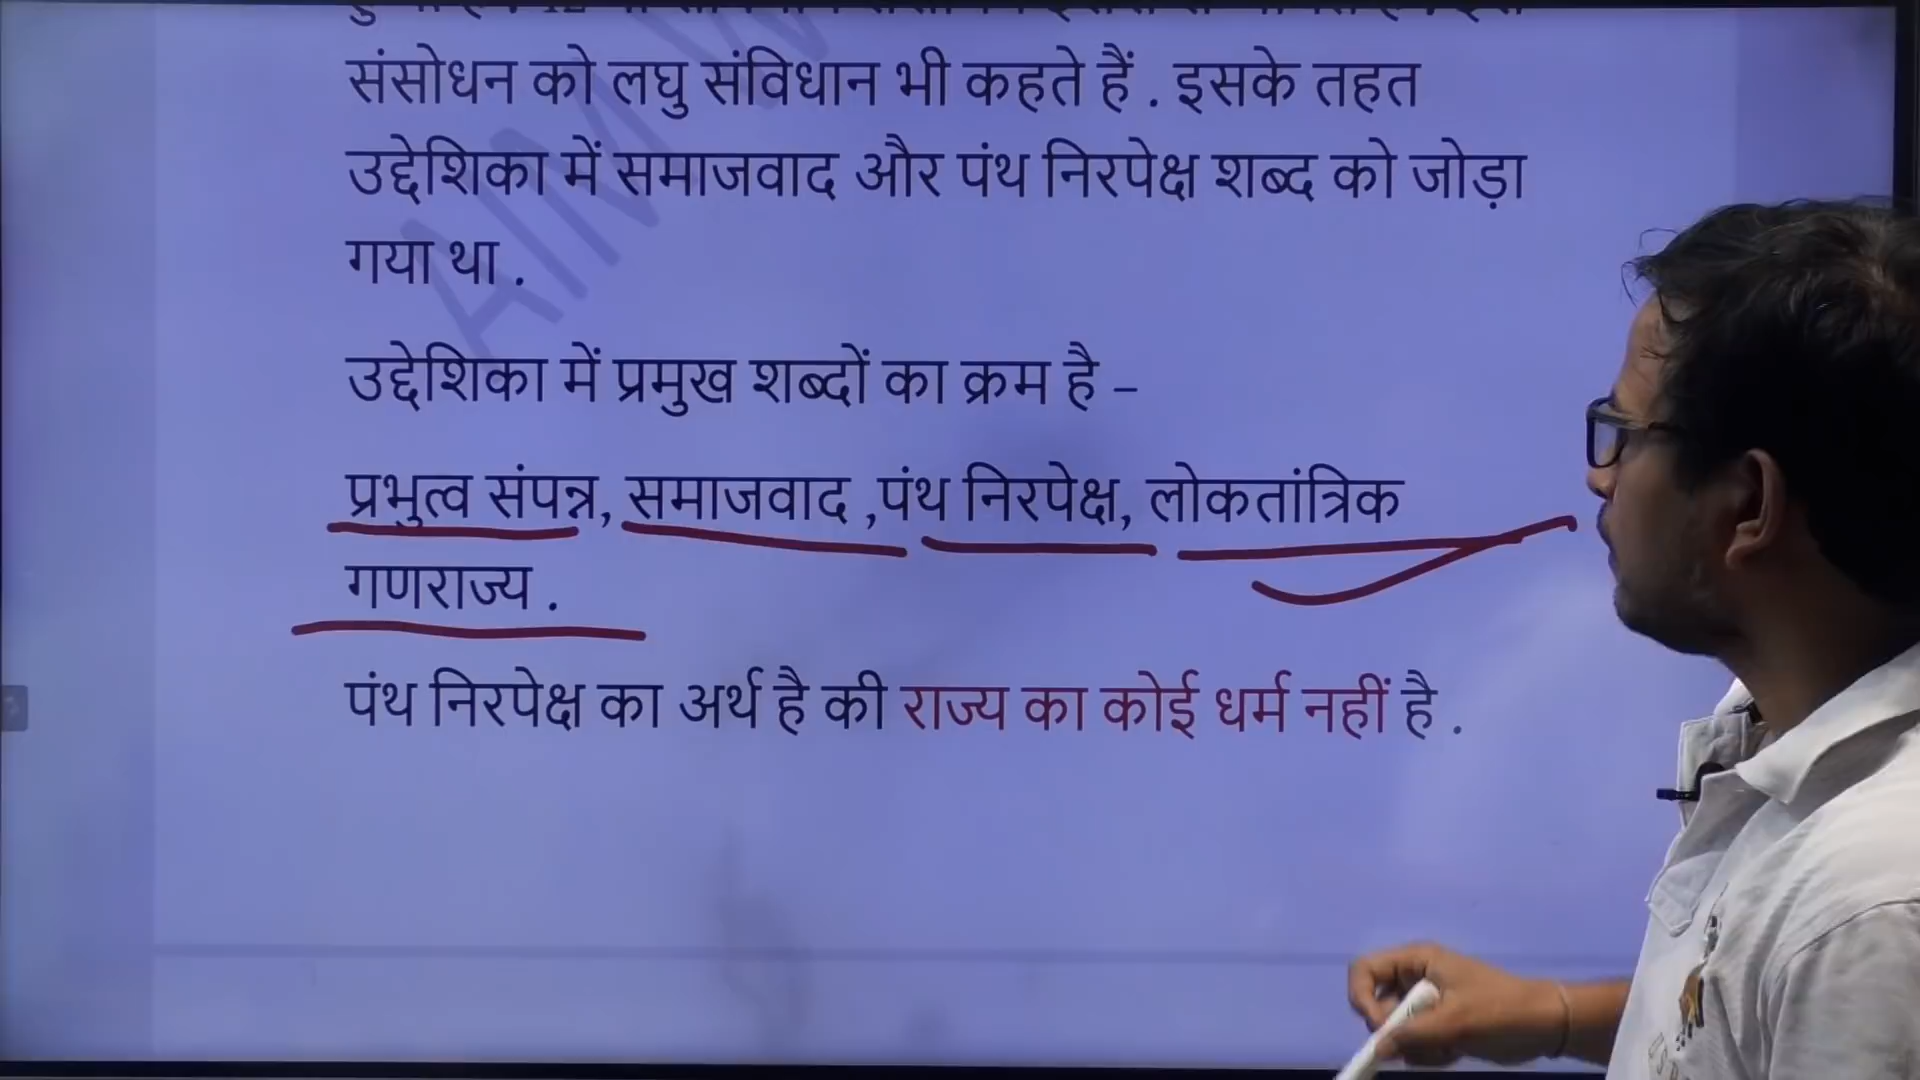 संसोधन को लघु संविधान भी कहते हैं . इसके तहत
उद्देशिका में समाजवाद और पंथ निरपेक्ष शब्द को जोड़ा
गया था .
उद्देशिका में प्रमुख शब्दों का क्रम है –
प्रभुत्व संपन्न, समाजवाद ,पंथ निरपेक्ष, लोकतांत्रिक
गणराज्य .
पंथ निरपेक्ष का अर्थ है की राज्य का कोई धर्म नहीं है .
AIM